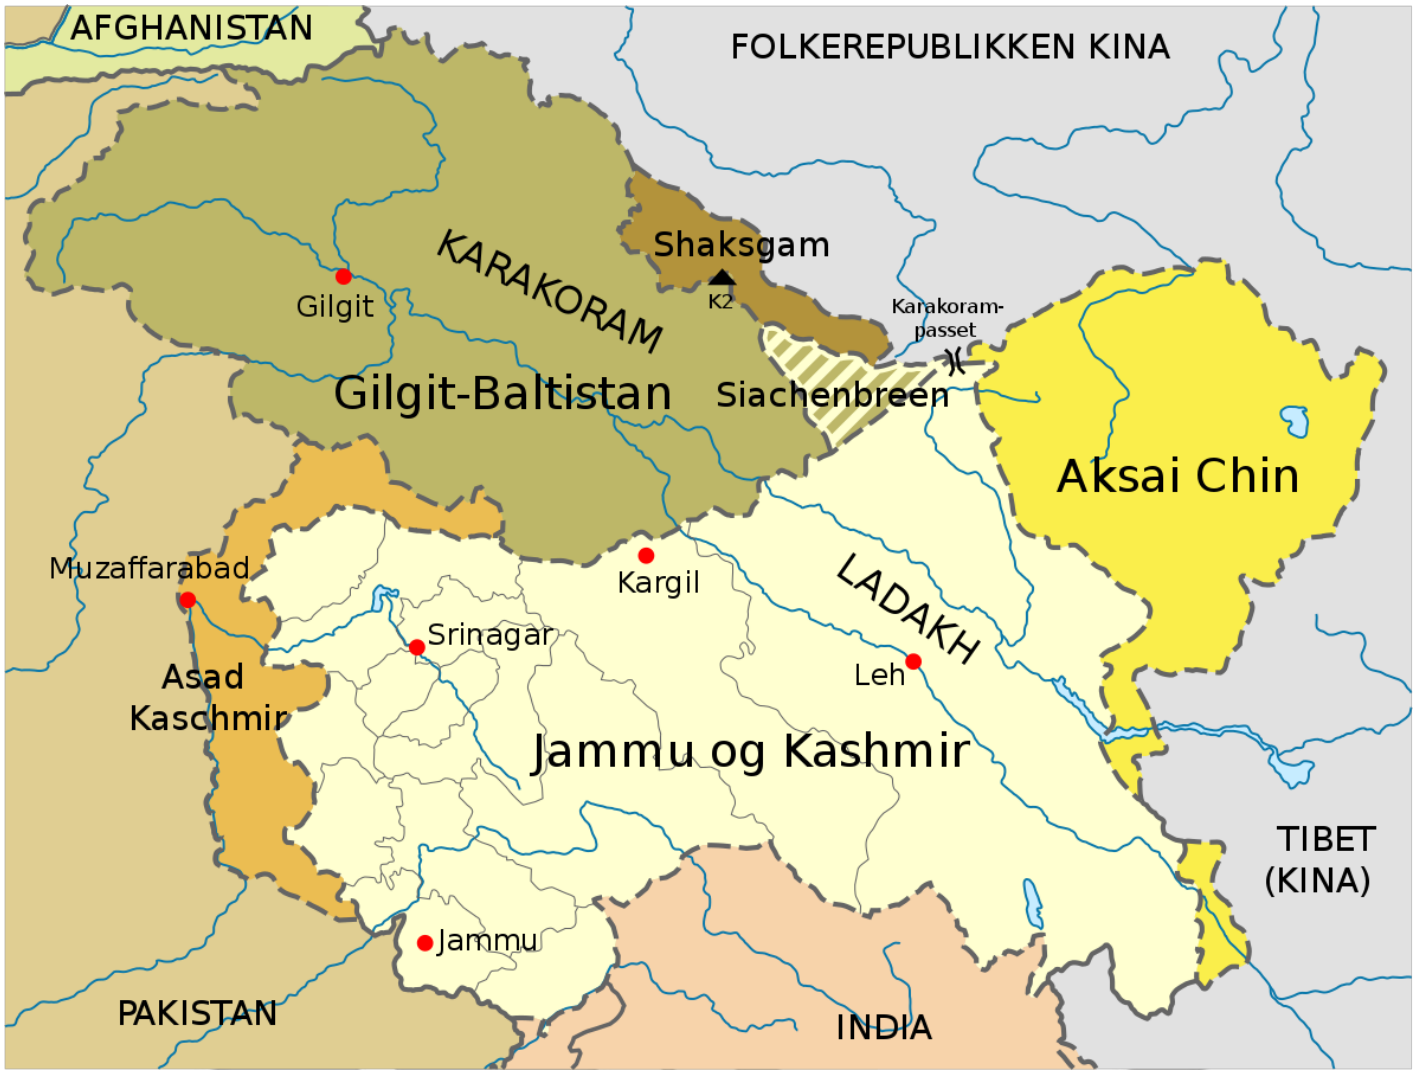 AFGHANISTAN
FOLKEREPUBLIKKEN KINA
KARAKORAM
Shaksgam
K2
Gilgit
Karakoram-
passet
Gilgit-Baltistan
Siachenbreen
Aksai Chin
Muzaffarabad
Kargil
LADAKH
Srinagar
Leh
Asad
Kaschmir
Jammu og Kashmir
TIBET
(KINA)
Jammu
PAKISTAN
INDIA